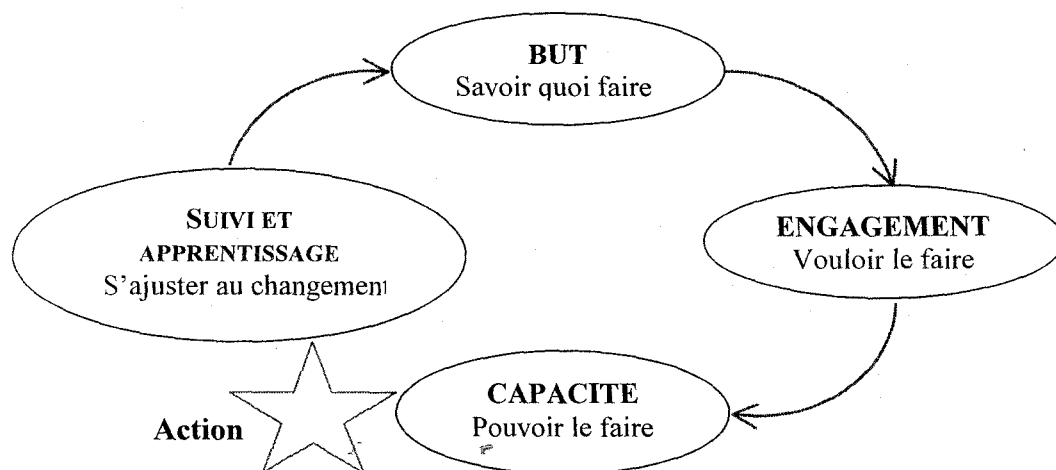 BUT
Savoir quoi faire
ENGAGEMENT
Vouloir le faire
CAPACITE
Pouvoir le faire
Action
SUIVI ET
APPRENTISSAGE
S'ajuster au changement